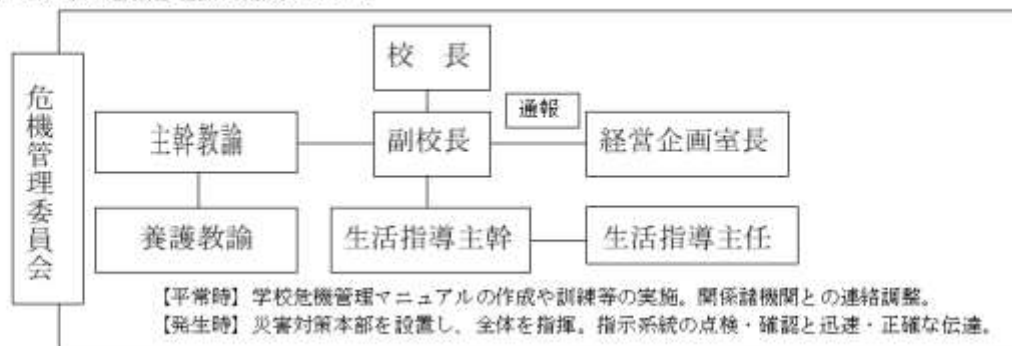 危機管理委員会
校　長
通報
主幹教諭
副校長
経営企画室長
養護教諭
生活指導主幹
生活指導主任
【平常時】学校危機管理マニュアルの作成や訓練等の実施。関係諸機関との連絡調整。
【発生時】災害対策本部を設置し、全体を指揮。指示系統の点検・確認と迅速・正確な伝達。